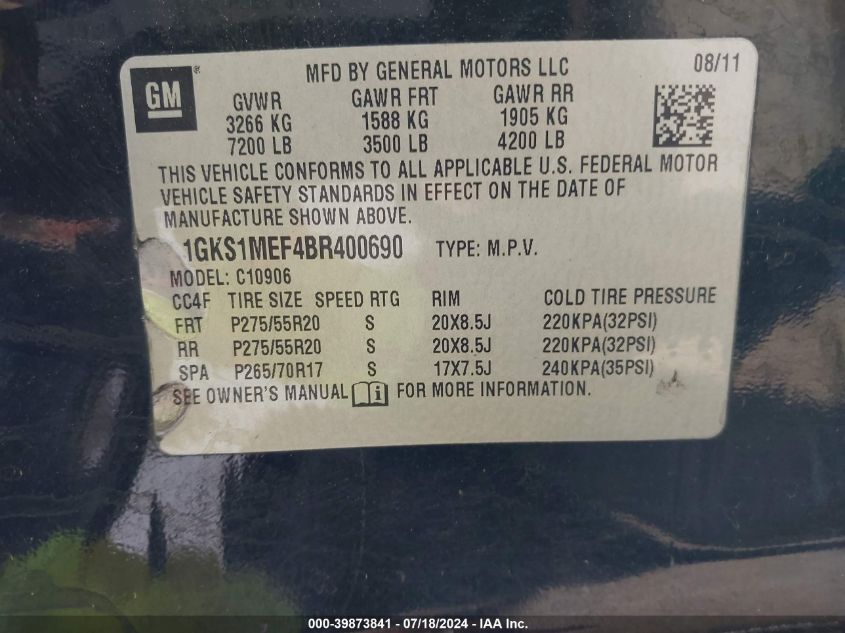 GM® MFD BY GENERAL MOTORS LLC 08/11
GVWR GAWR FRT GAWR RR
3266 KG 1588 KG 1905 KG
7200 LB 3500 LB 4200 LB
THIS VEHICLE CONFORMS TO ALL APPLICABLE U.S. FEDERAL MOTOR
VEHICLE SAFETY STANDARDS IN EFFECT ON THE DATE OF
MANUFACTURE SHOWN ABOVE.
1GKS1MEF4BR400690 TYPE: M.P.V.
MODEL: C10906
CC4F TIRE SIZE SPEED RTG RIM COLD TIRE PRESSURE
FRT P275/55R20 S 20X8.5J 220KPA(32PSI)
RR P275/55R20 S 20X8.5J 220KPA(32PSI)
SPA P265/70R17 S 17X7.5J 240KPA(35PSI)
SEE OWNER'S MANUAL i FOR MORE INFORMATION.
000-39873841 - 07/18/2024 - IAA Inc.